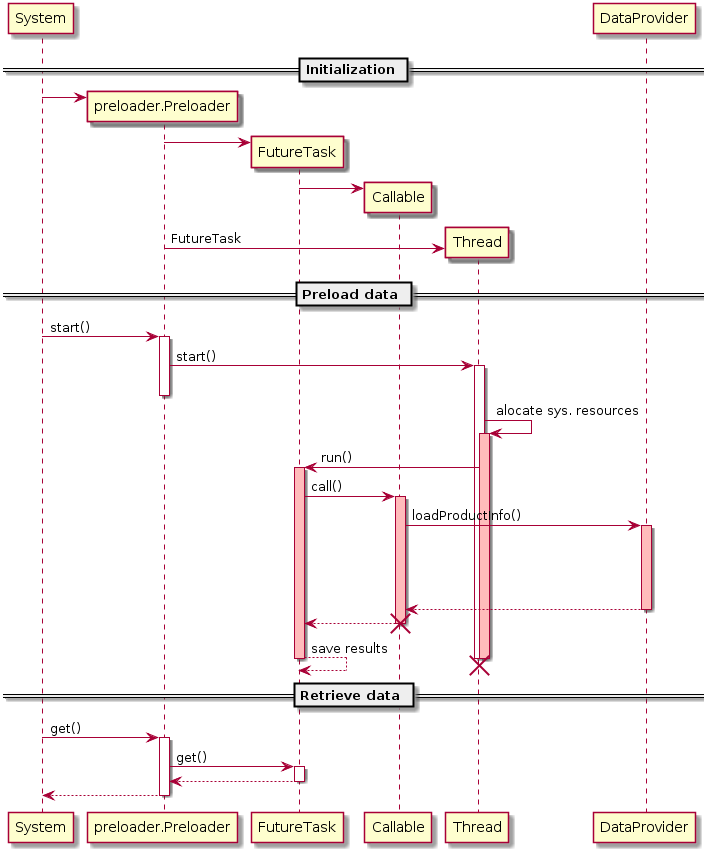 System
DataProvider
Initialization
preloader.Preloader
FutureTask
Callable
FutureTask
Thread
Preload data
start()
start()
alocate sys. resources
run()
call()
loadProductInfo()
save results
Retrieve data
get()
get()
System
preloader.Preloader
FutureTask
Callable
Thread
DataProvider